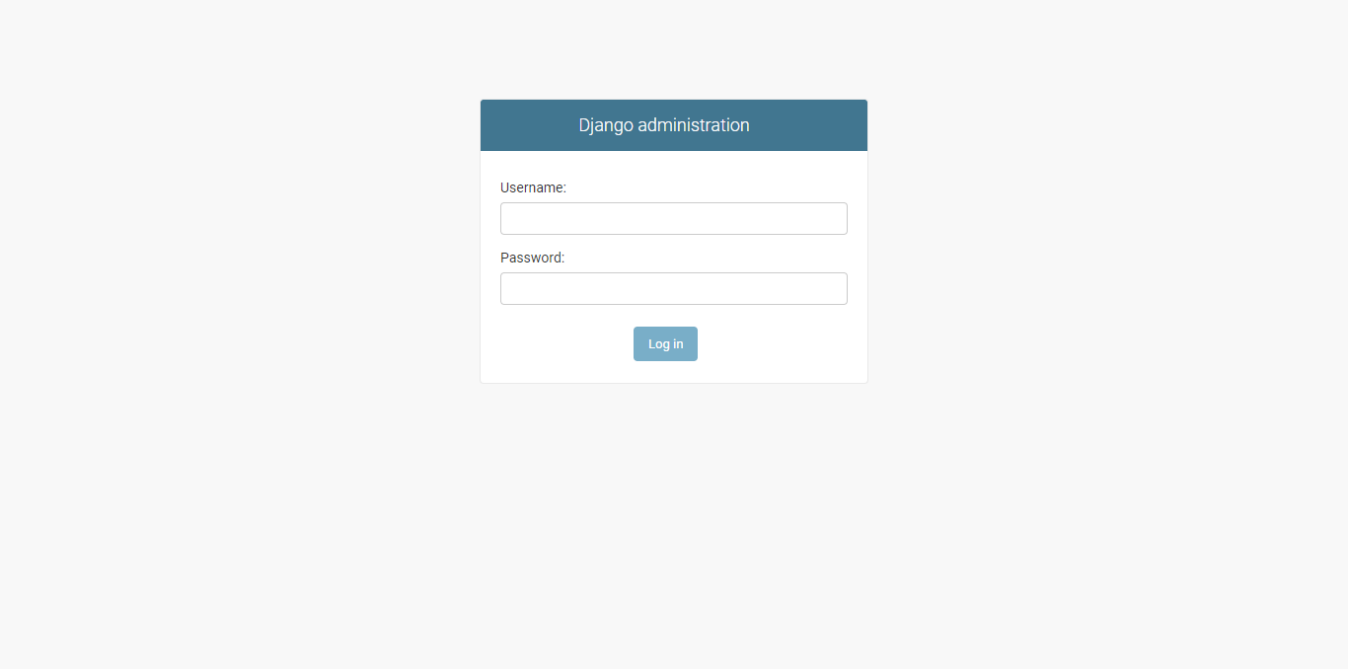 Django administration
Username:
Password:
Log in